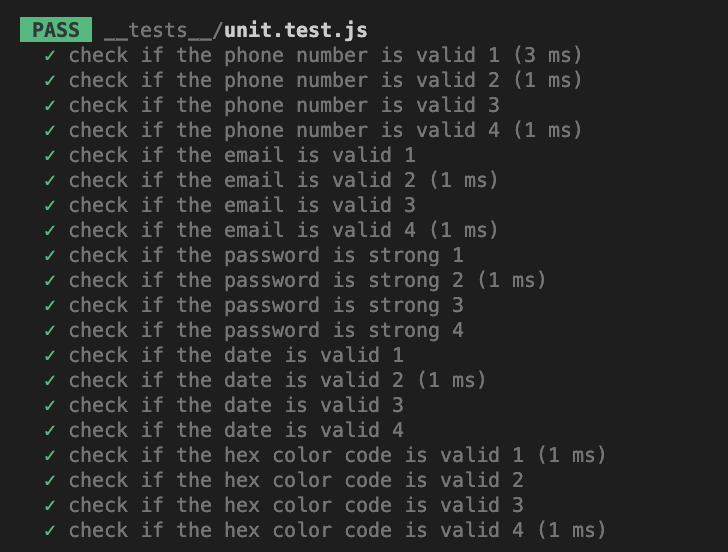 PASS __tests__/unit.test.js
✓ check if the phone number is valid 1 (3 ms)
✓ check if the phone number is valid 2 (1 ms)
✓ check if the phone number is valid 3
✓ check if the phone number is valid 4 (1 ms)
✓ check if the email is valid 1
✓ check if the email is valid 2 (1 ms)
✓ check if the email is valid 3
✓ check if the email is valid 4 (1 ms)
✓ check if the password is strong 1
✓ check if the password is strong 2 (1 ms)
✓ check if the password is strong 3
✓ check if the password is strong 4
✓ check if the date is valid 1
✓ check if the date is valid 2 (1 ms)
✓ check if the date is valid 3
✓ check if the date is valid 4
✓ check if the hex color code is valid 1 (1 ms)
✓ check if the hex color code is valid 2
✓ check if the hex color code is valid 3
✓ check if the hex color code is valid 4 (1 ms)